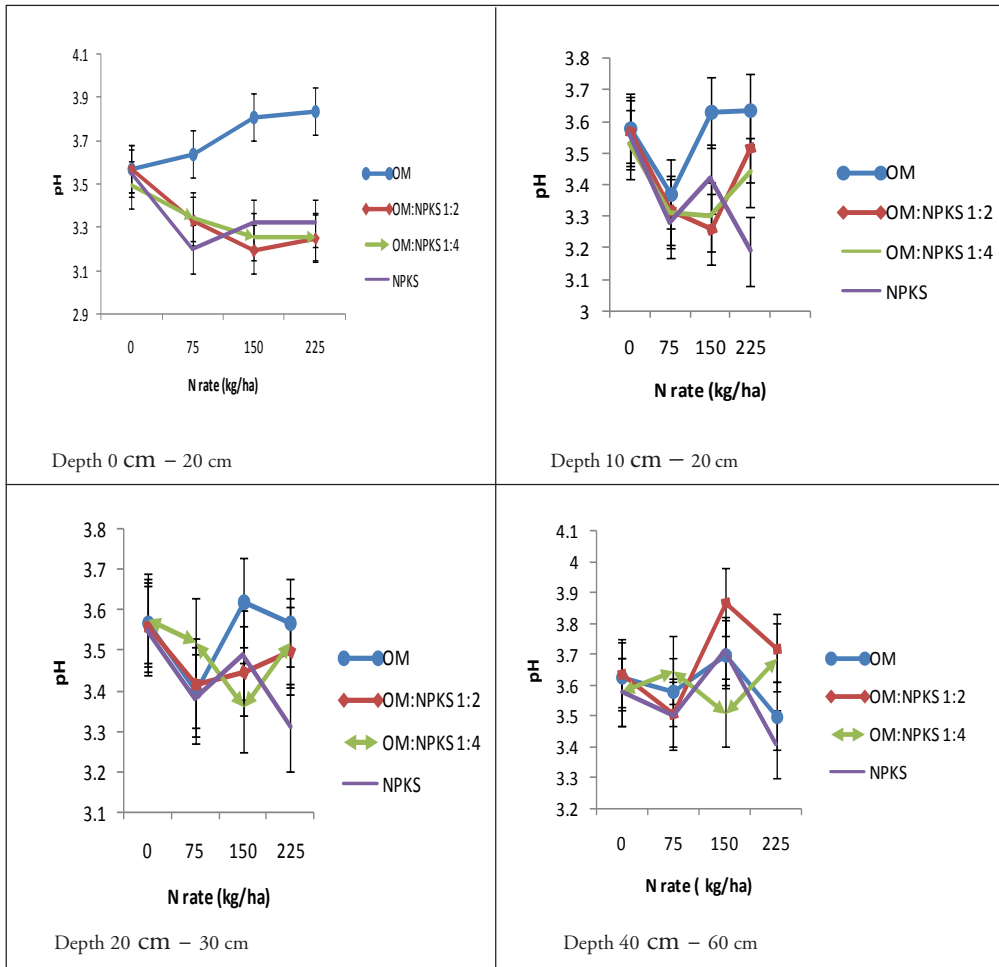 4.1
3.9
3.7
3.5
3.3
3.1
2.9
pH
0 75 150 225
N rate (kg/ha)
OM
OM:NPKS 1:2
OM:NPKS 1:4
NPKS
Depth 0 cm – 20 cm
3.8
3.7
3.6
3.5
3.4
3.3
3.2
3.1
3
pH
0 75 150 225
N rate (kg/ha)
OM
OM:NPKS 1:2
OM:NPKS 1:4
NPKS
Depth 10 cm – 20 cm
3.8
3.7
3.6
3.5
3.4
3.3
3.2
3.1
pH
0 75 150 225
N rate (kg/ha)
OM
OM:NPKS 1:2
OM:NPKS 1:4
NPKS
Depth 20 cm – 30 cm
4.1
4
3.9
3.8
3.7
3.6
3.5
3.4
3.3
3.2
pH
0 75 150 225
N rate ( kg/ha)
OM
OM:NPKS 1:2
OM:NPKS 1:4
NPKS
Depth 40 cm – 60 cm